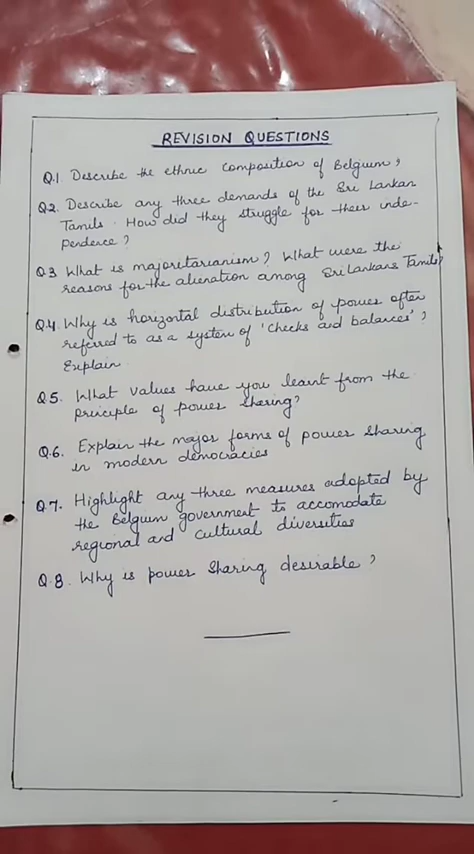 REVISION QUESTIONS
Q.1. Describe the ethnic composition of Belgium?
Q2. Describe any three demands of the Sri Lankan
Tamils. How did they struggle for their inde-
pendence?
Q.3 What is majoritarianism? What were the
reasons for the alienation among SriLankans Tamils?
Q.4. Why is horizontal distribution of power often
referred to as a system of 'Checks and balances'?
Explain.
Q5. What values have you learnt from the
principle of power sharing?
Q.6. Explain the major forms of power sharing
in modern democracies
Q.7. Highlight any three measures adopted by
the Belgium government to accomodate
regional and cultural diversities
Q.8. Why is power sharing desirable?